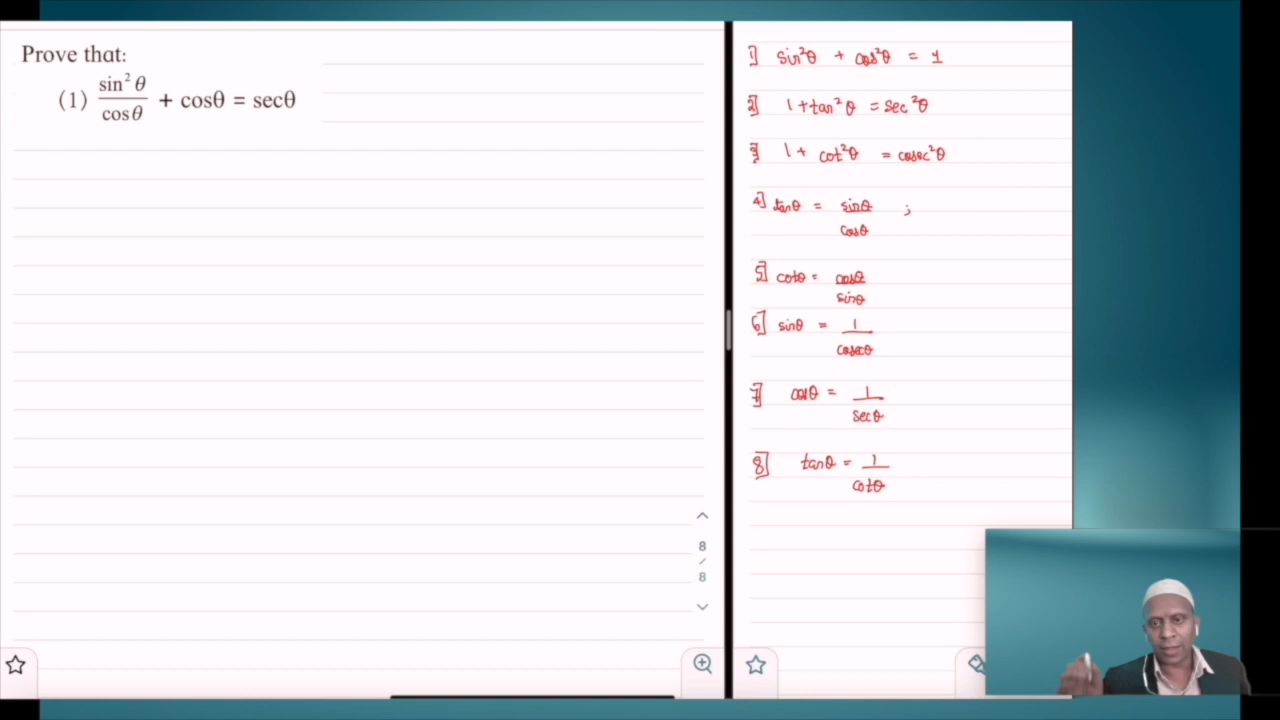 Prove that:
(1) sin² θ / cos θ + cosθ = secθ
8
/
8
1] sin²θ + cos²θ = 1
2] 1 + tan²θ = sec²θ
3] 1 + cot²θ = cosec²θ
4] tanθ = sinθ / cosθ ;
5] cotθ = cosθ / sinθ
6] sinθ = 1 / cosecθ
7] cosθ = 1 / secθ
8] tanθ = 1 / cotθ